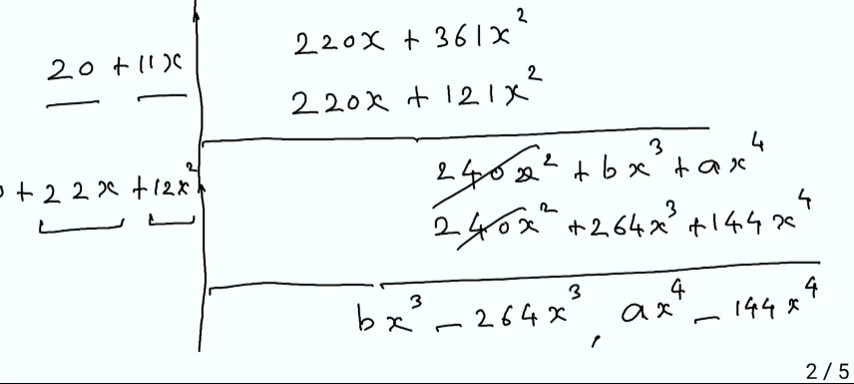 220x + 361x²
20 + 11x
220x + 121x²
240x² + bx³ + ax⁴
0 + 22x + 12x²
240x² + 264x³ + 144x⁴
bx³ - 264x³, ax⁴ - 144x⁴
2 / 5